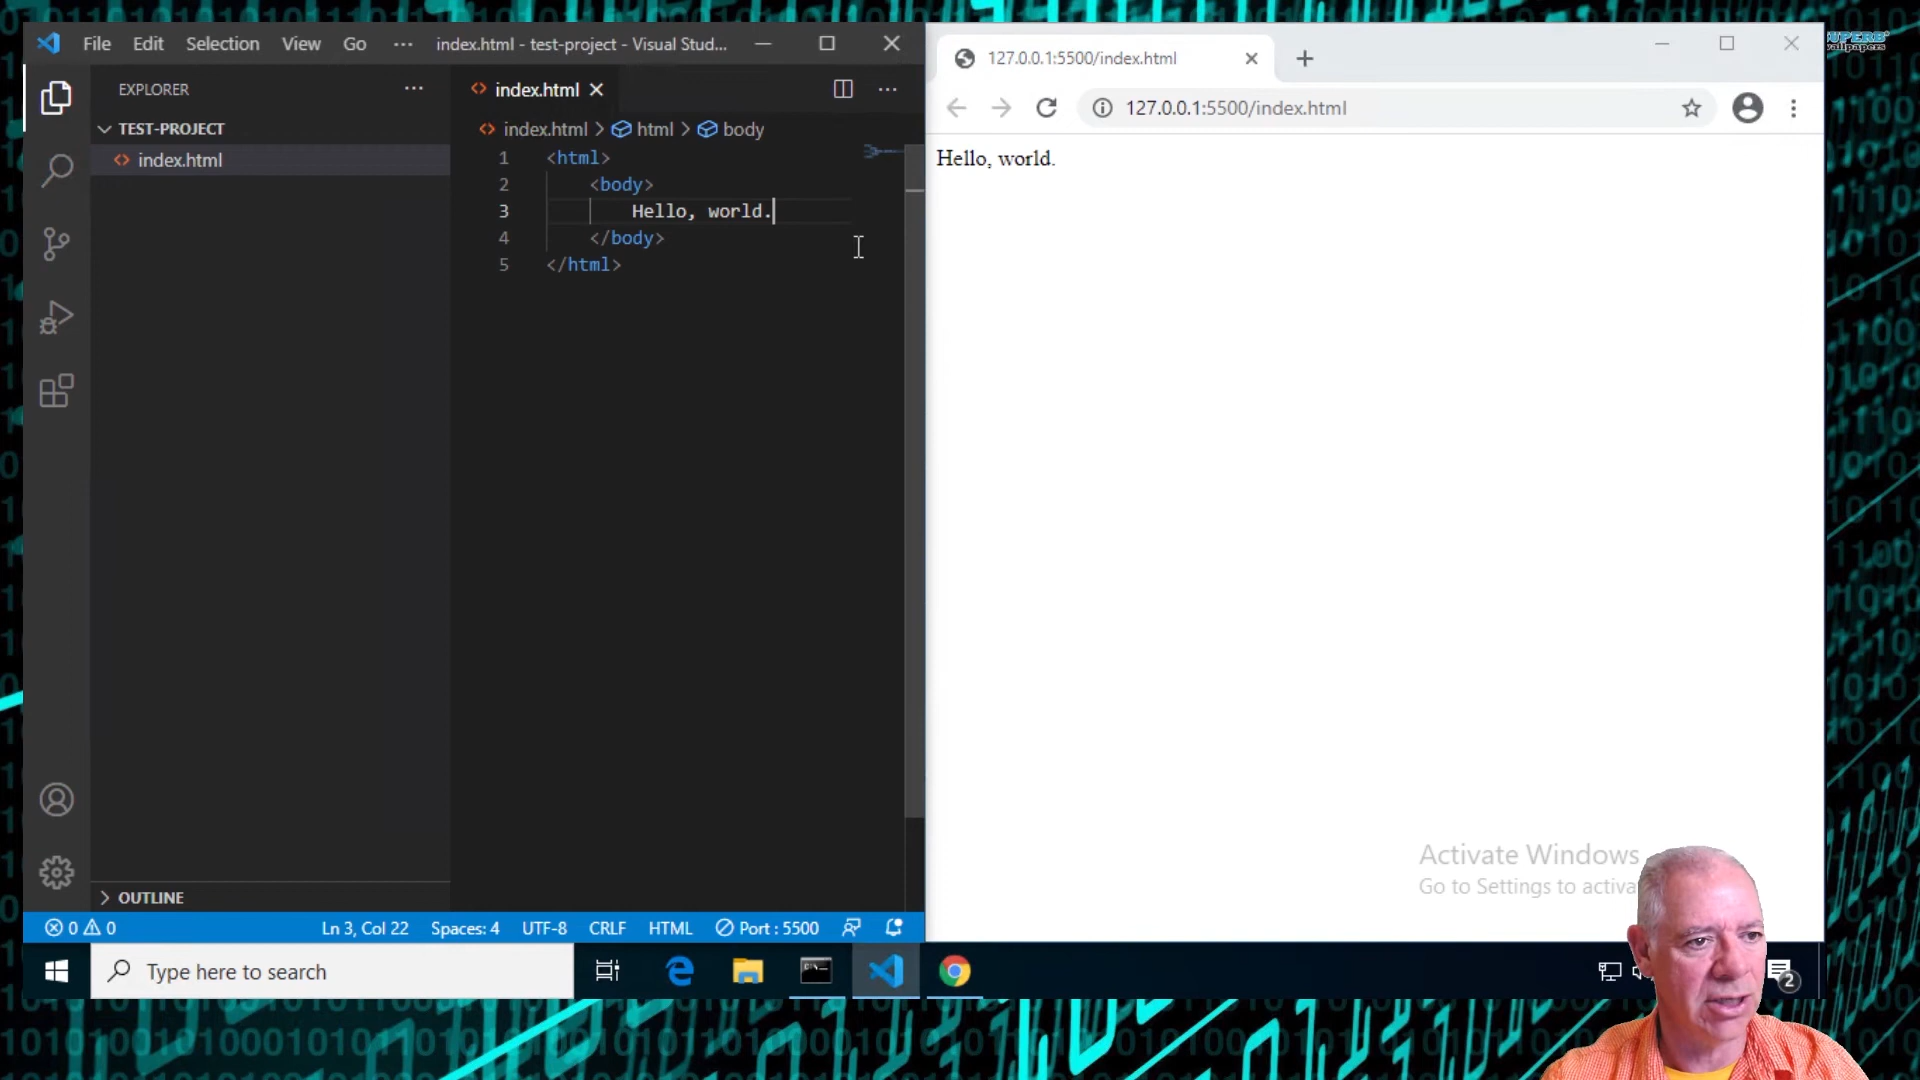 File Edit Selection View Go ··· index.html - test-project - Visual Stud...
EXPLORER ···
TEST-PROJECT
index.html
OUTLINE
index.html
index.html > html > body
1 <html>
2 <body>
3 Hello, world.
4 </body>
5 </html>
0 0 Ln 3, Col 22 Spaces: 4 UTF-8 CRLF HTML Port : 5500
127.0.0.1:5500/index.html
127.0.0.1:5500/index.html
Hello, world.
Activate Windows
Go to Settings to activa
Type here to search
2